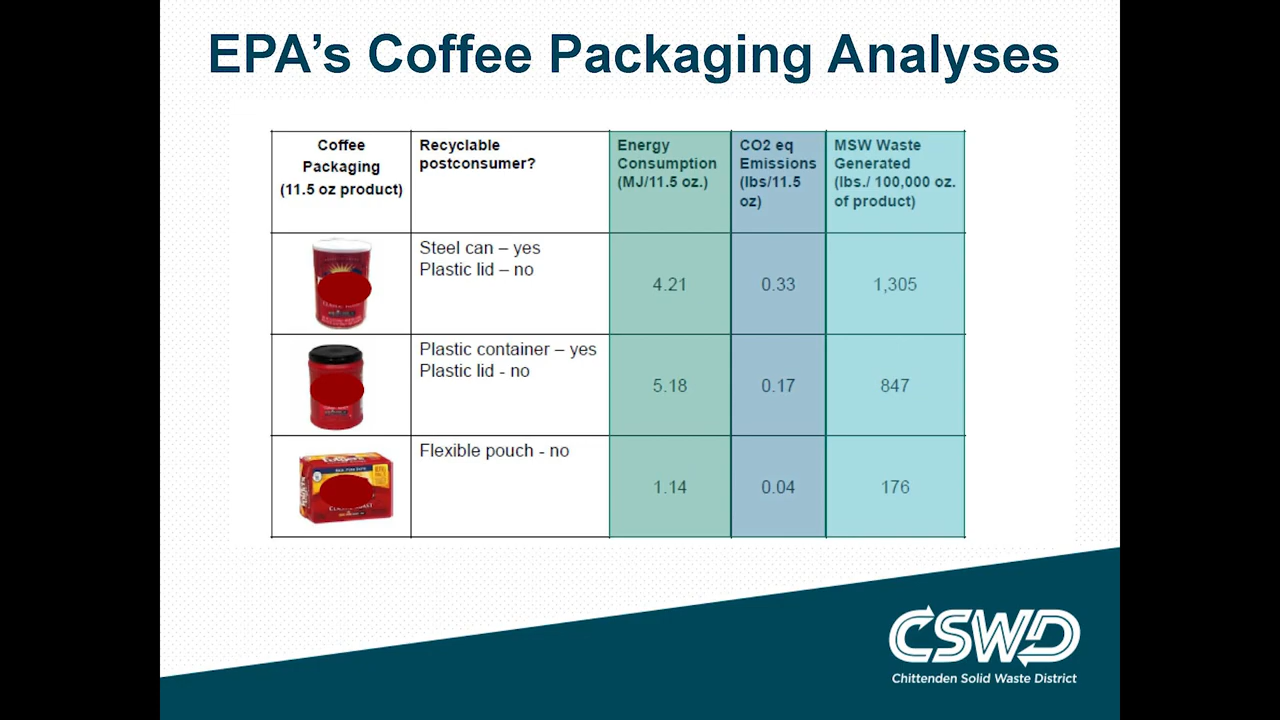 EPA’s Coffee Packaging Analyses
Coffee
Packaging
(11.5 oz product)
Recyclable
postconsumer?
Energy
Consumption
(MJ/11.5 oz.)
CO2 eq
Emissions
(lbs/11.5
oz)
MSW Waste
Generated
(lbs./ 100,000 oz.
of product)
Steel can – yes
Plastic lid – no
4.21
0.33
1,305
Plastic container – yes
Plastic lid - no
5.18
0.17
847
Flexible pouch - no
1.14
0.04
176
CSWD
Chittenden Solid Waste District